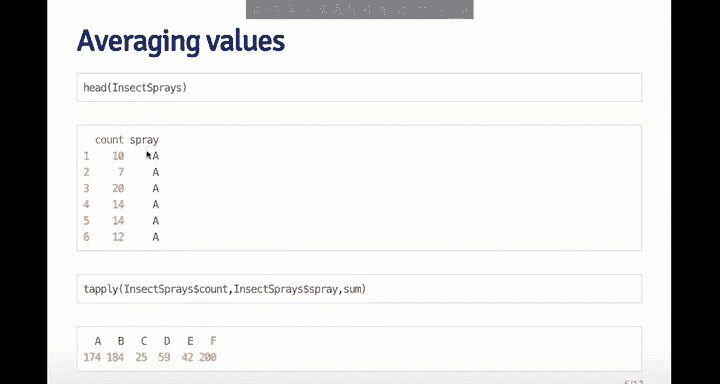 Averaging values
head(InsectSprays)
count spray
1 10 A
2 7 A
3 20 A
4 14 A
5 14 A
6 12 A
tapply(InsectSprays$count,InsectSprays$spray,sum)
A B C D E F
174 184 25 59 42 200